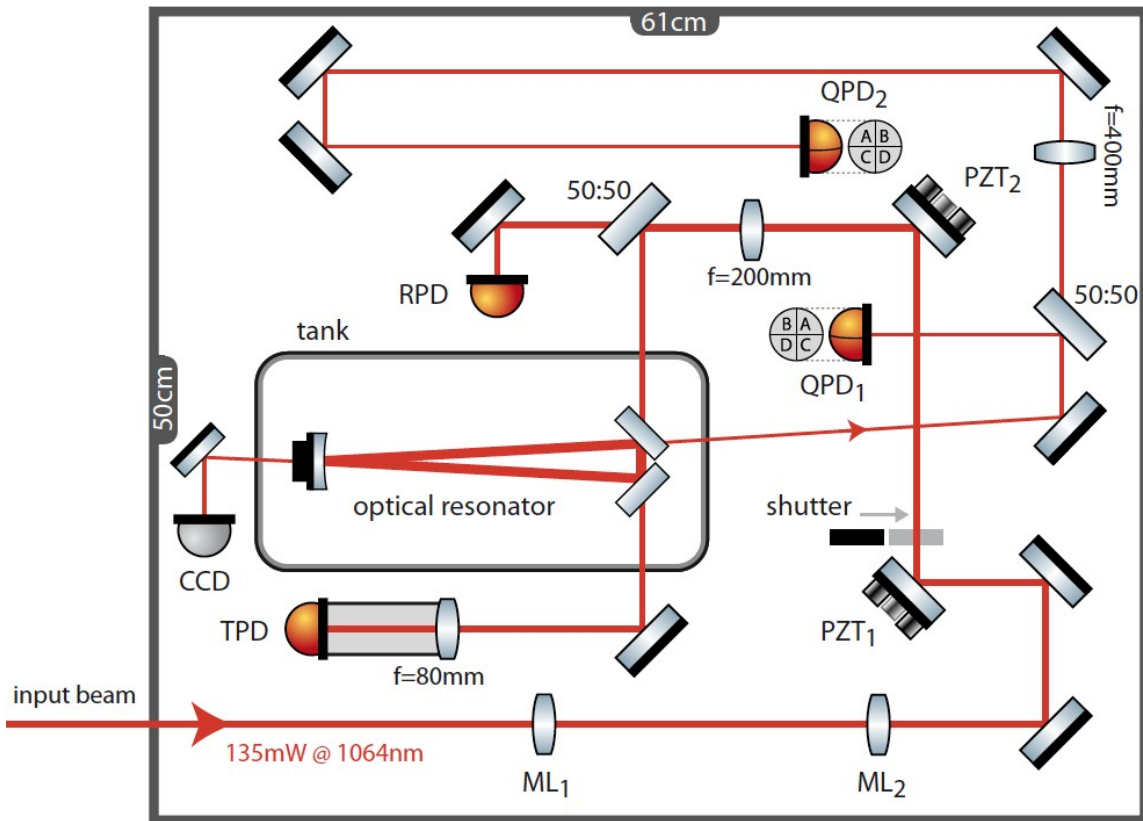 61cm
QPD2
A B
C D
f=400mm
PZT2
50:50
f=200mm
RPD
50:50
B A
D C
QPD1
tank
50cm
optical resonator
shutter
CCD
TPD
PZT1
f=80mm
input beam
135mW @ 1064nm
ML1
ML2